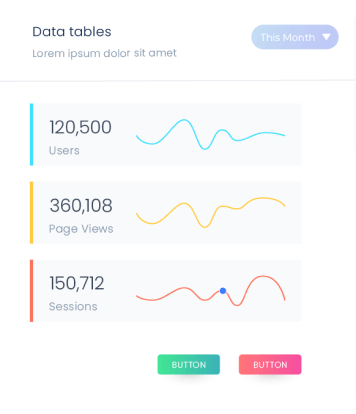 Data tables
Lorem ipsum dolor sit amet
This Month
120,500
Users
360,108
Page Views
150,712
Sessions
BUTTON
BUTTON